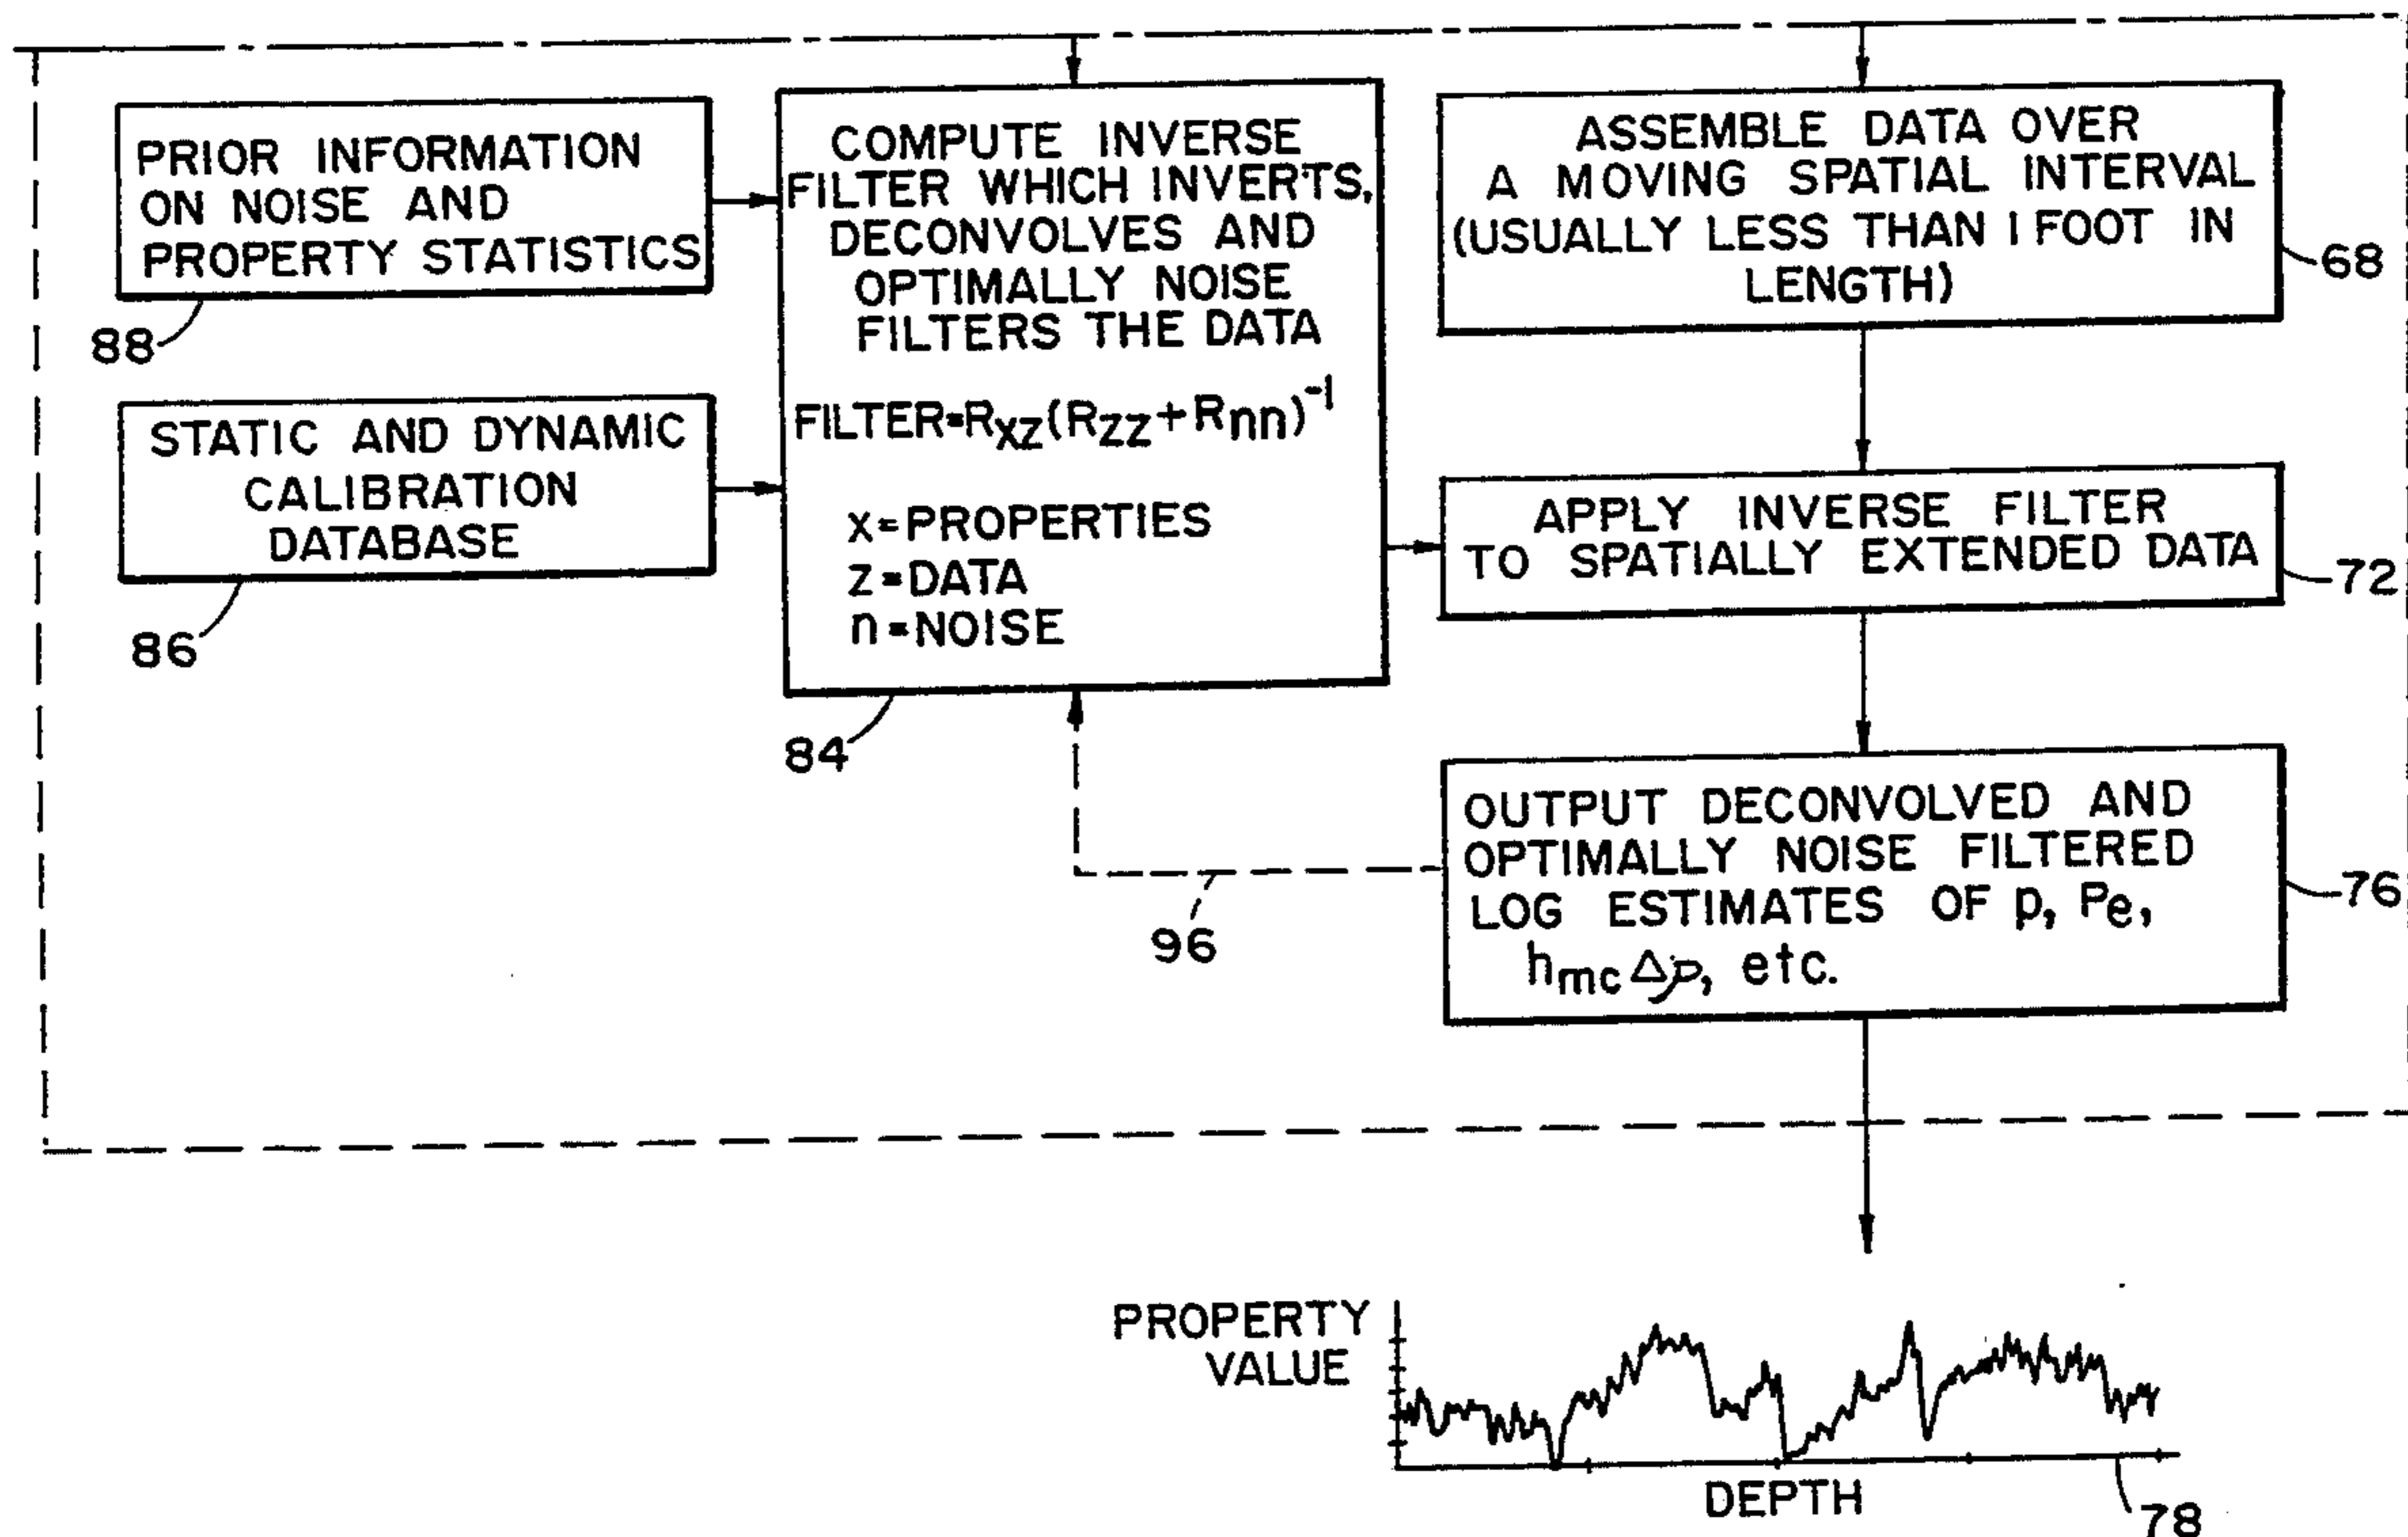 PRIOR INFORMATION
ON NOISE AND
PROPERTY STATISTICS
88
STATIC AND DYNAMIC
CALIBRATION
DATABASE
86
COMPUTE INVERSE
FILTER WHICH INVERTS,
DECONVOLVES AND
OPTIMALLY NOISE
FILTERS THE DATA
FILTER=Rxz(Rzz+Rnn)-1
x=PROPERTIES
z=DATA
n=NOISE
84
ASSEMBLE DATA OVER
A MOVING SPATIAL INTERVAL
(USUALLY LESS THAN 1 FOOT IN
LENGTH)
68
APPLY INVERSE FILTER
TO SPATIALLY EXTENDED DATA
72
OUTPUT DECONVOLVED AND
OPTIMALLY NOISE FILTERED
LOG ESTIMATES OF p, Pe,
hmcΔρ, etc.
76
96
PROPERTY
VALUE
DEPTH
78